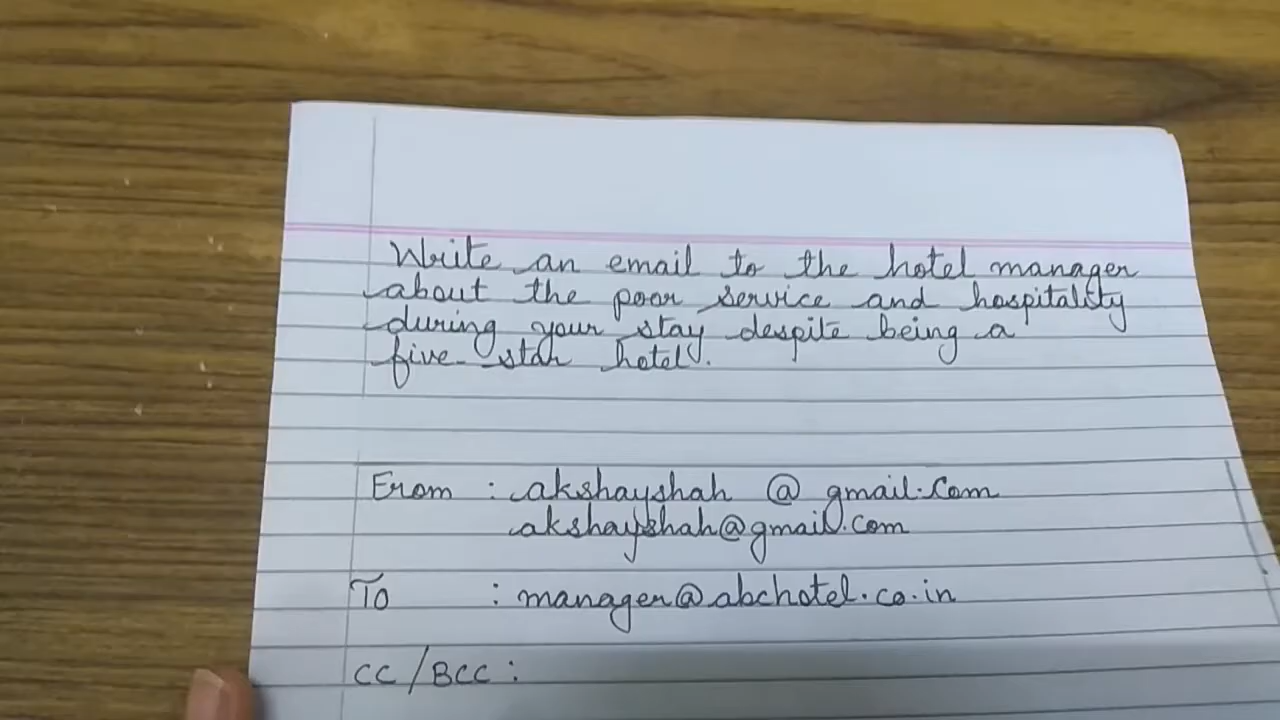 Write an email to the hotel manager
about the poor service and hospitality
during your stay despite being a
five-star hotel.
From : akshayshah @ gmail.com
akshayshah@gmail.com
To : manager@abchotel.co.in
CC/BCC :